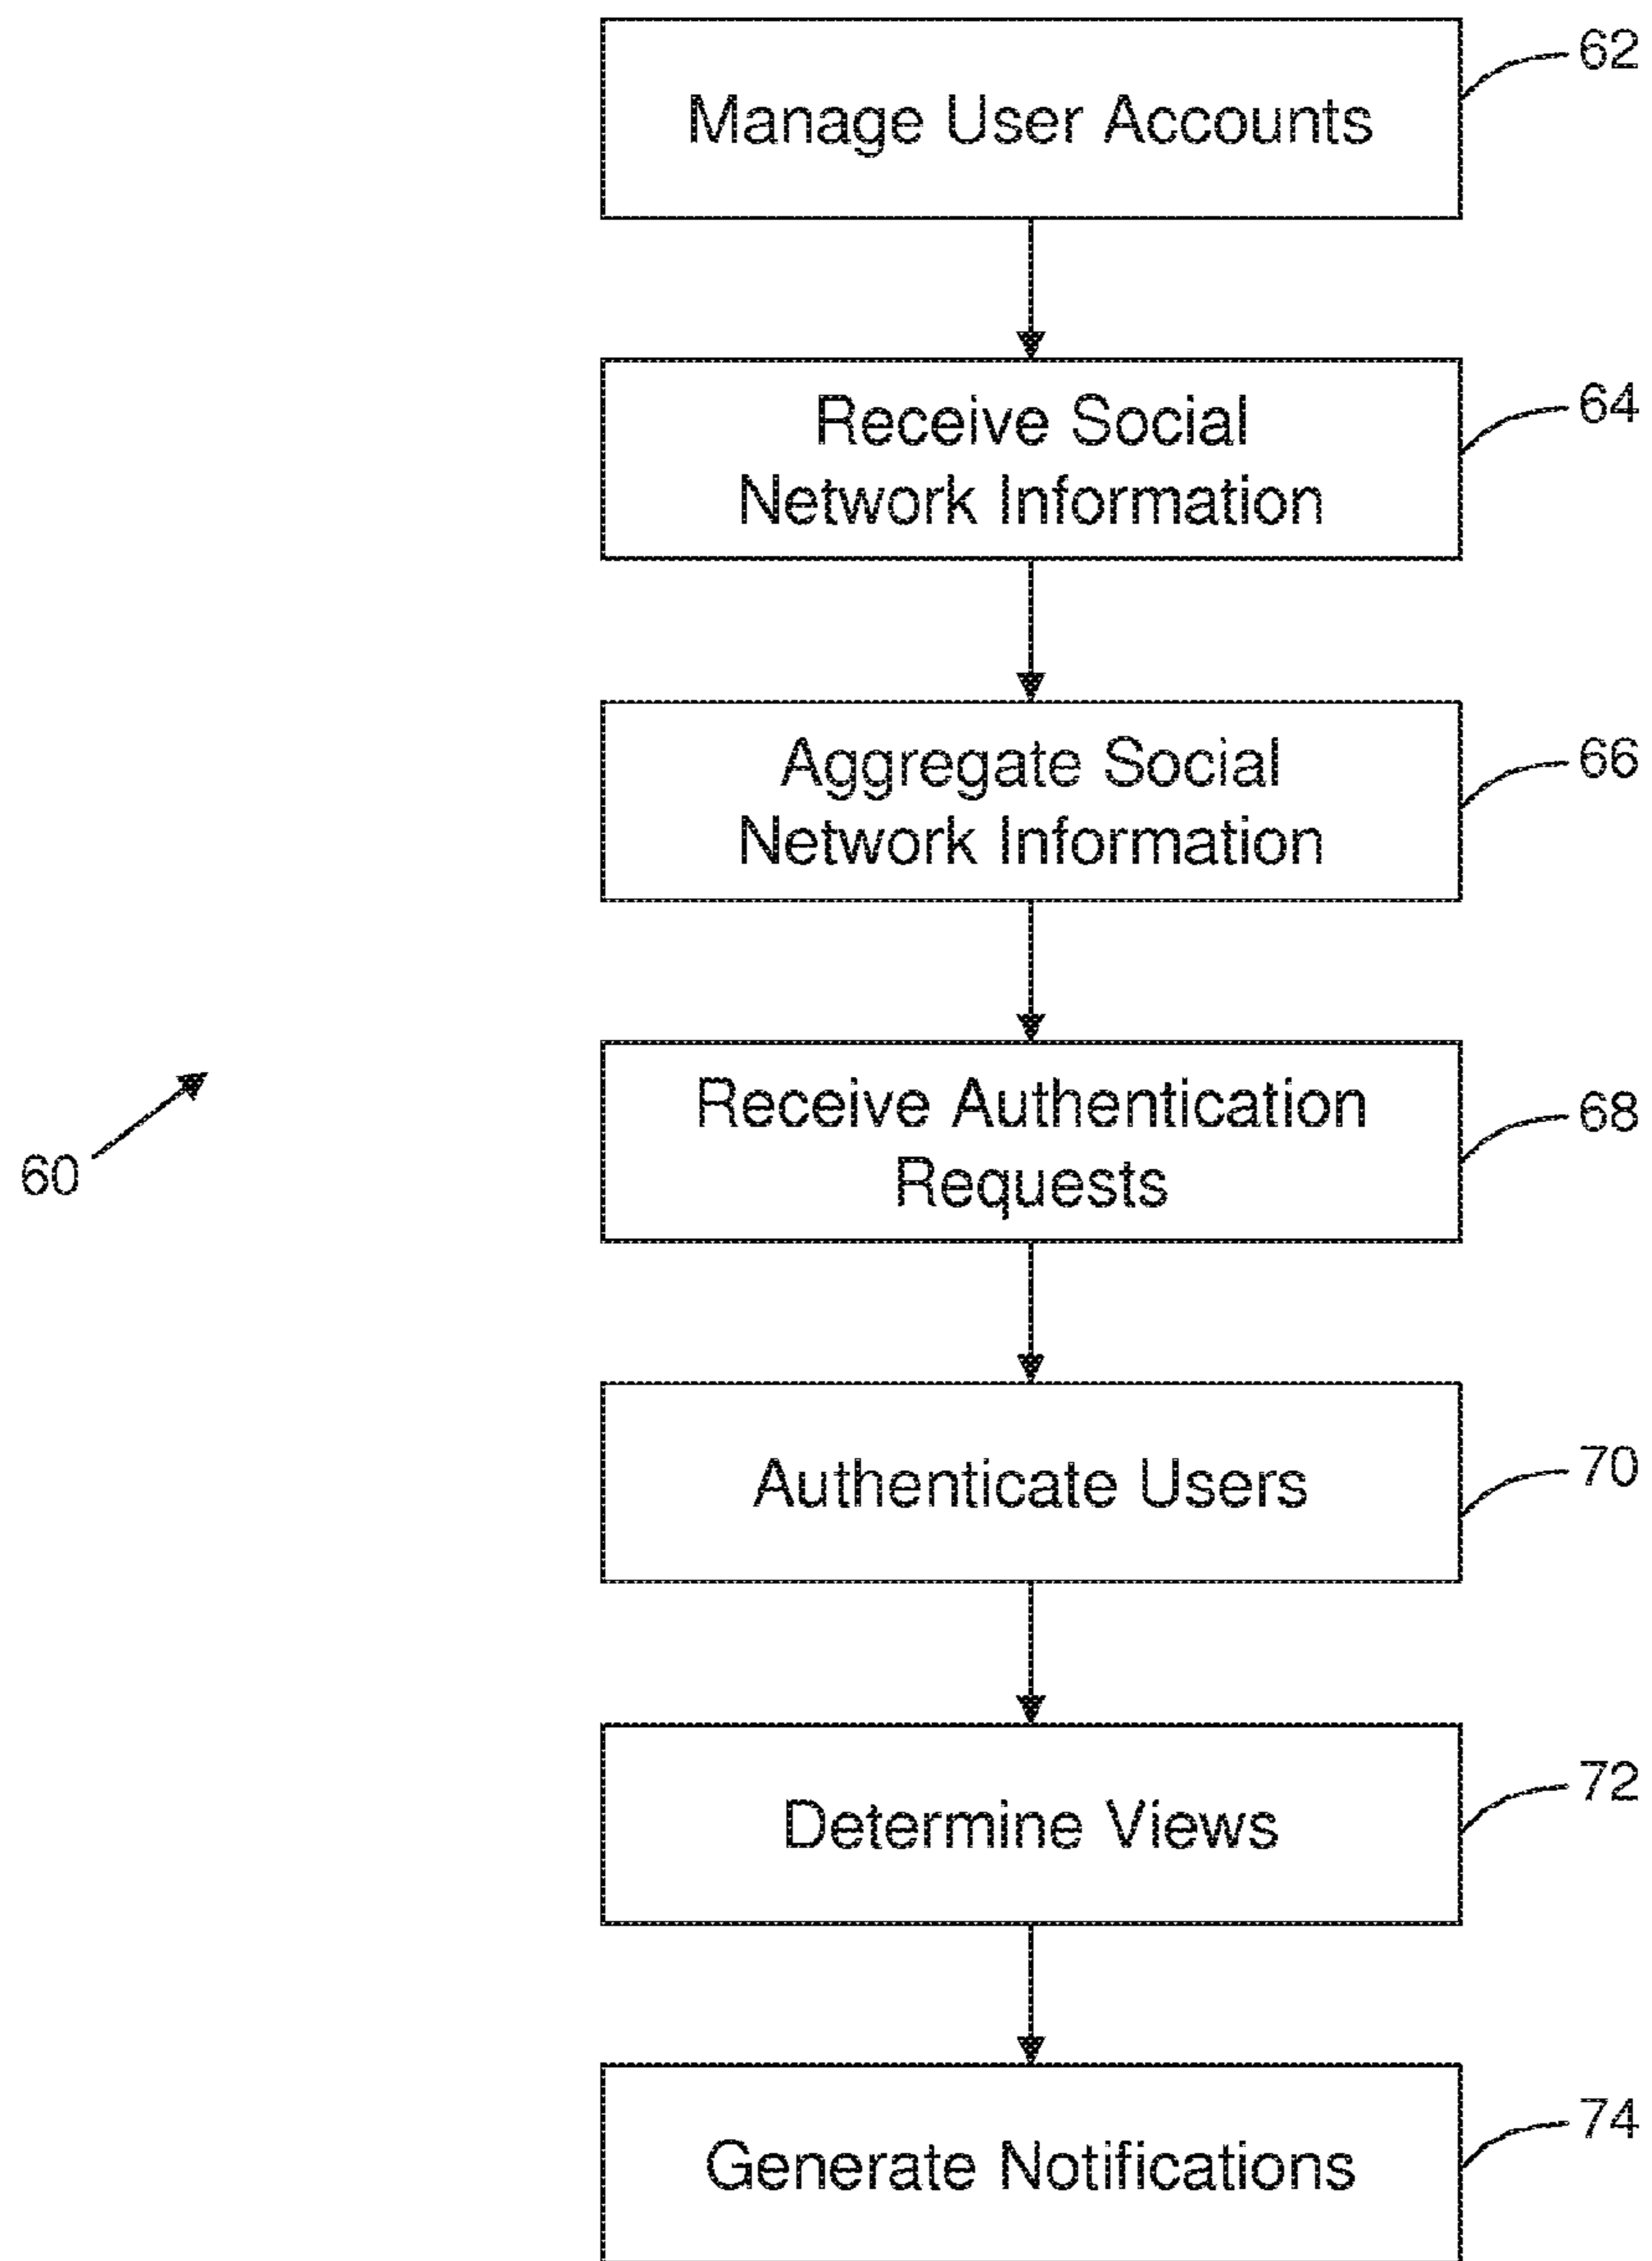 Manage User Accounts
62
Receive Social
Network Information
64
Aggregate Social
Network Information
66
Receive Authentication
Requests
68
60
Authenticate Users
70
Determine Views
72
Generate Notifications
74